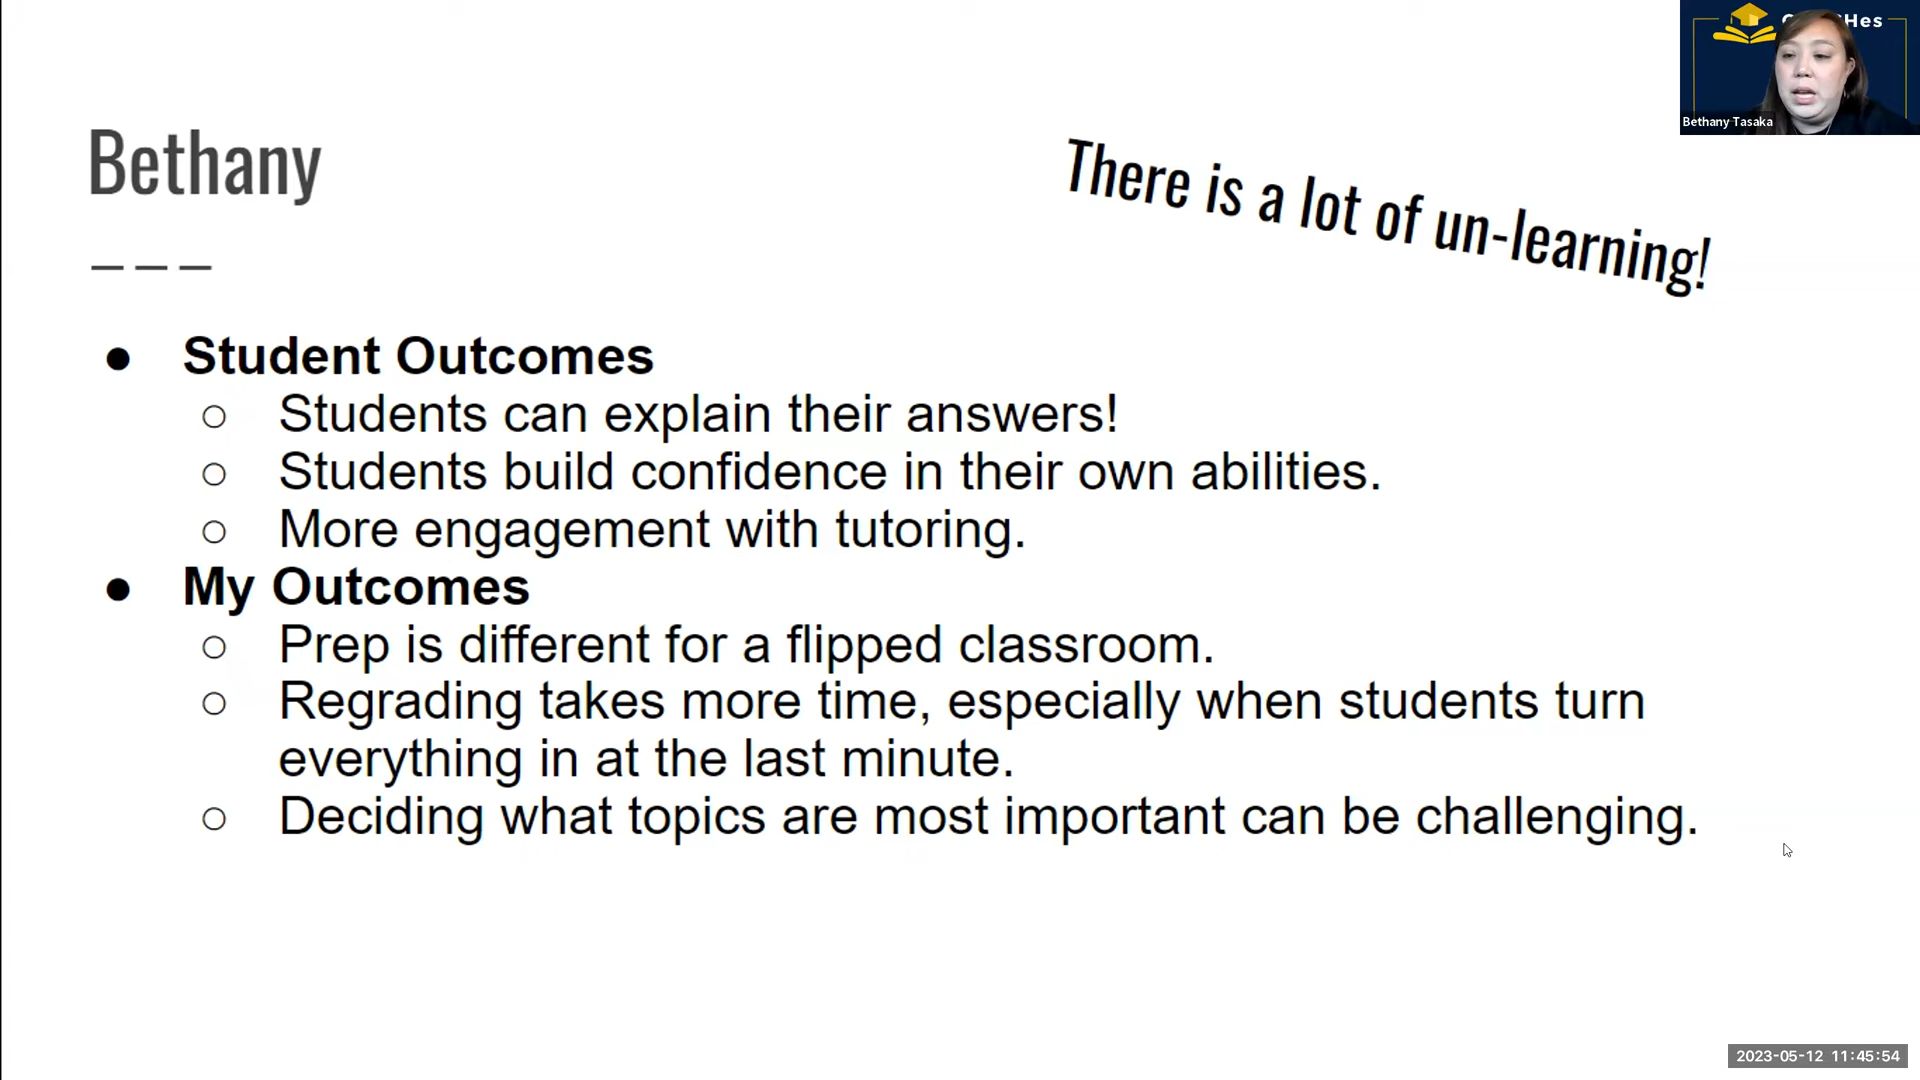 Hes
Bethany Tasaka
Bethany
There is a lot of un-learning!
● Student Outcomes
○ Students can explain their answers!
○ Students build confidence in their own abilities.
○ More engagement with tutoring.
● My Outcomes
○ Prep is different for a flipped classroom.
○ Regrading takes more time, especially when students turn
everything in at the last minute.
○ Deciding what topics are most important can be challenging.
2023-05-12 11:45:54